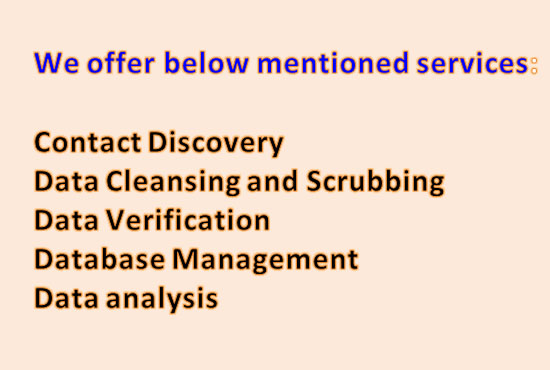 We offer below mentioned services:
Contact Discovery
Data Cleansing and Scrubbing
Data Verification
Database Management
Data analysis